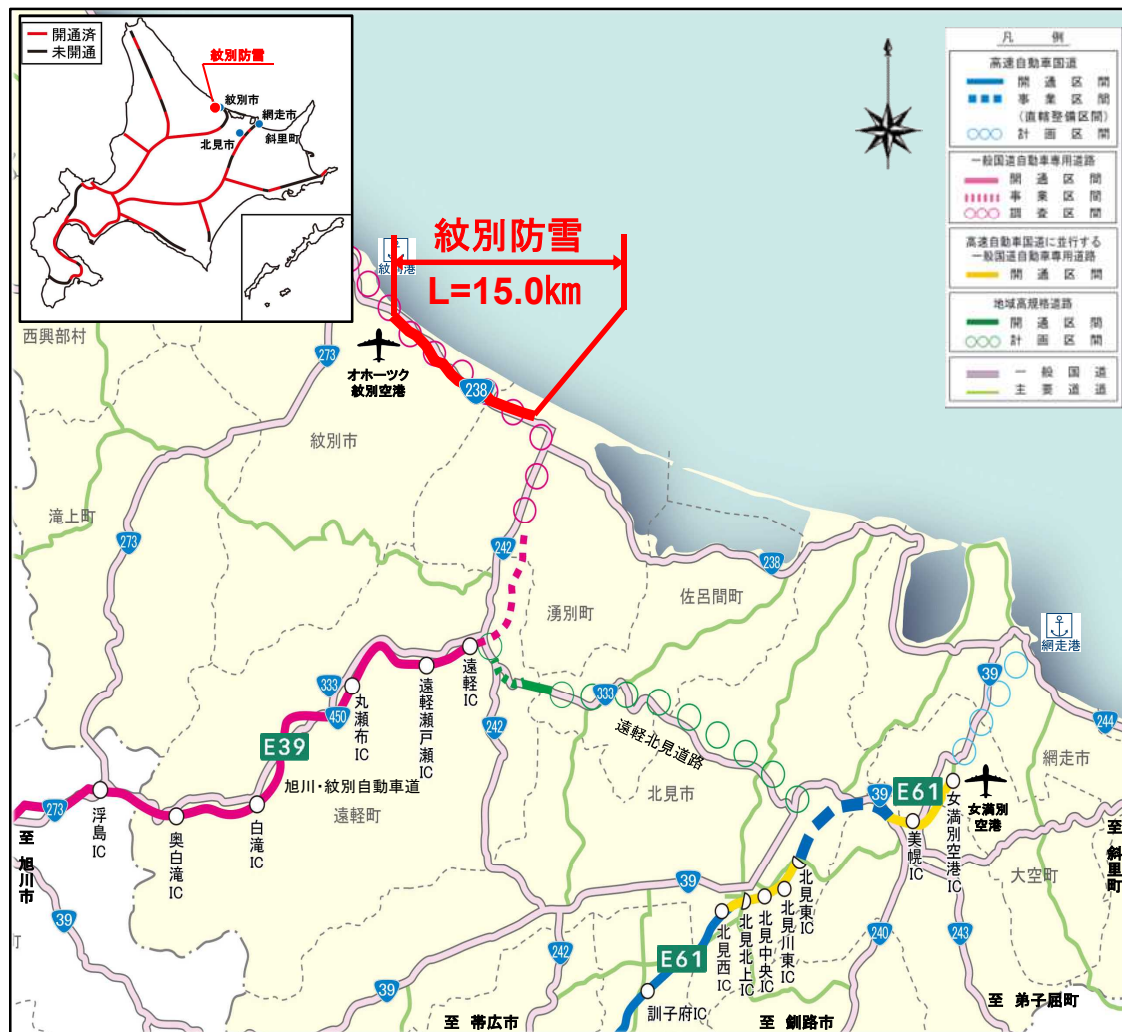 開通済
未開通
紋別防雪
紋別市
網走市
北見市
斜里町
凡 例
高速自動車国道
開通区間
事業区間
(直轄整備区間)
計画区間
一般国道自動車専用道路
開通区間
事業区間
調査区間
高速自動車国道に並行する
一般国道自動車専用道路
開通区間
地域高規格道路
開通区間
計画区間
一般国道
主要道道
紋別防雪
L=15.0km
紋別港
西興部村
273
オホーツク
紋別空港
238
紋別市
滝上町
273
242
238
湧別町
佐呂間町
網走港
39
244
網走市
333
450
丸瀬布IC
遠軽瀬戸瀬IC
遠軽IC
242
333
遠軽北見道路
北見市
E39
旭川・紋別自動車道
遠軽町
273
浮島IC
奥白滝IC
白滝IC
至 旭川市
39
39
E61
美幌IC
女満別空港IC
女満別
空港
至 斜里町
大空町
39
北見西IC
北見北上IC
北見中央IC
北見川東IC
北見東IC
E61
訓子府IC
242
39
240
243
町
至 帯広市
至 釧路市
至 弟子屈町